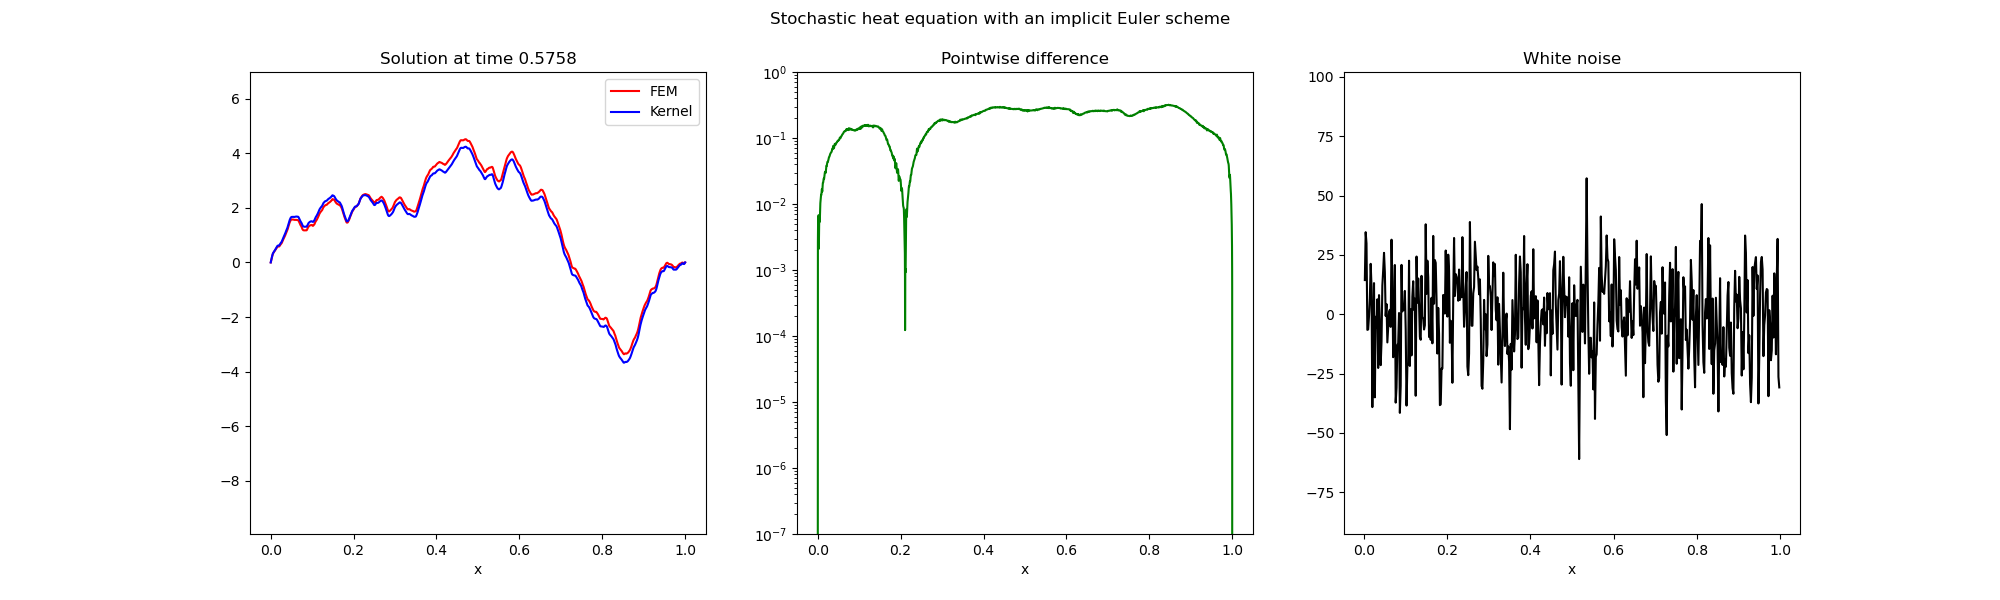 Stochastic heat equation with an implicit Euler scheme
Solution at time 0.5758
6
4
2
0
−2
−4
−6
−8
0.0 0.2 0.4 0.6 0.8 1.0
x
FEM
Kernel
Pointwise difference
10⁰
10⁻¹
10⁻²
10⁻³
10⁻⁴
10⁻⁵
10⁻⁶
10⁻⁷
0.0 0.2 0.4 0.6 0.8 1.0
x
White noise
100
75
50
25
0
−25
−50
−75
0.0 0.2 0.4 0.6 0.8 1.0
x